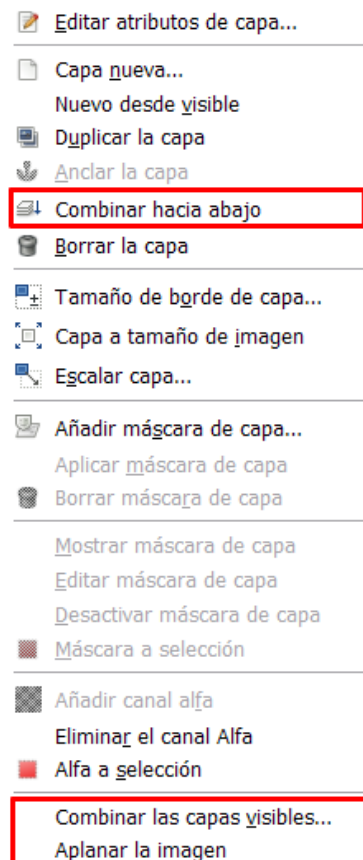 Editar atributos de capa...
Capa nueva...
Nuevo desde visible
Duplicar la capa
Anclar la capa
Combinar hacia abajo
Borrar la capa
Tamaño de borde de capa...
Capa a tamaño de imagen
Escalar capa...
Añadir máscara de capa...
Aplicar máscara de capa
Borrar máscara de capa
Mostrar máscara de capa
Editar máscara de capa
Desactivar máscara de capa
Máscara a selección
Añadir canal alfa
Eliminar el canal Alfa
Alfa a selección
Combinar las capas visibles...
Aplanar la imagen